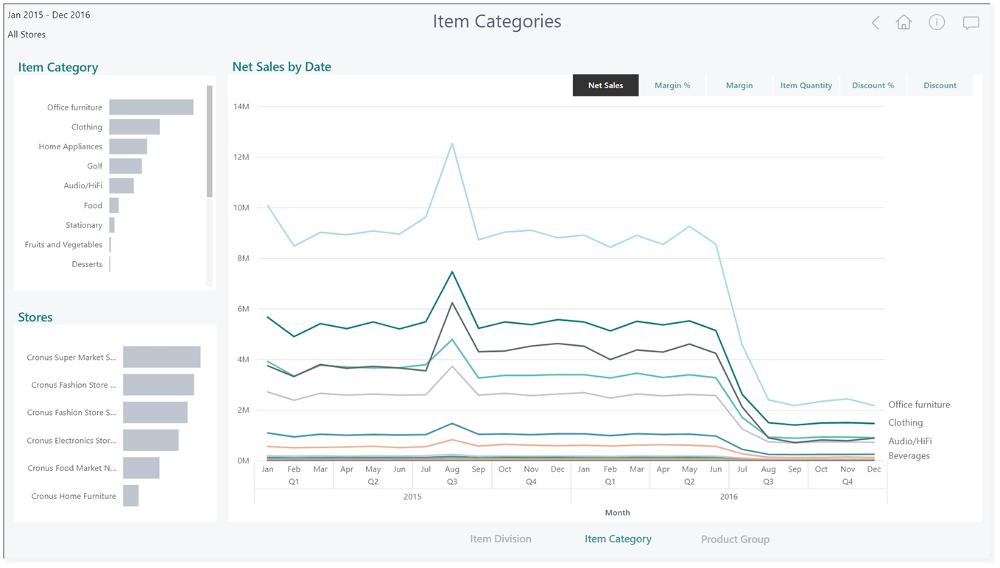 Jan 2015 - Dec 2016
Item Categories
All Stores
Item Category
Office furniture
Clothing
Home Appliances
Golf
Audio/HiFi
Food
Stationary
Fruits and Vegetables
Desserts
Stores
Cronus Super Market S...
Cronus Fashion Store ...
Cronus Fashion Store S...
Cronus Electronics Stor...
Cronus Food Market N...
Cronus Home Furniture
Net Sales by Date
Net Sales Margin % Margin Item Quantity Discount % Discount
14M
12M
10M
8M
6M
4M
2M
0M
Office furniture
Clothing
Audio/HiFi
Beverages
Jan Feb Mar Apr May Jun Jul Aug Sep Oct Nov Dec Jan Feb Mar Apr May Jun Jul Aug Sep Oct Nov Dec
Q1 Q2 Q3 Q4 Q1 Q2 Q3 Q4
2015 2016
Month
Item Division Item Category Product Group